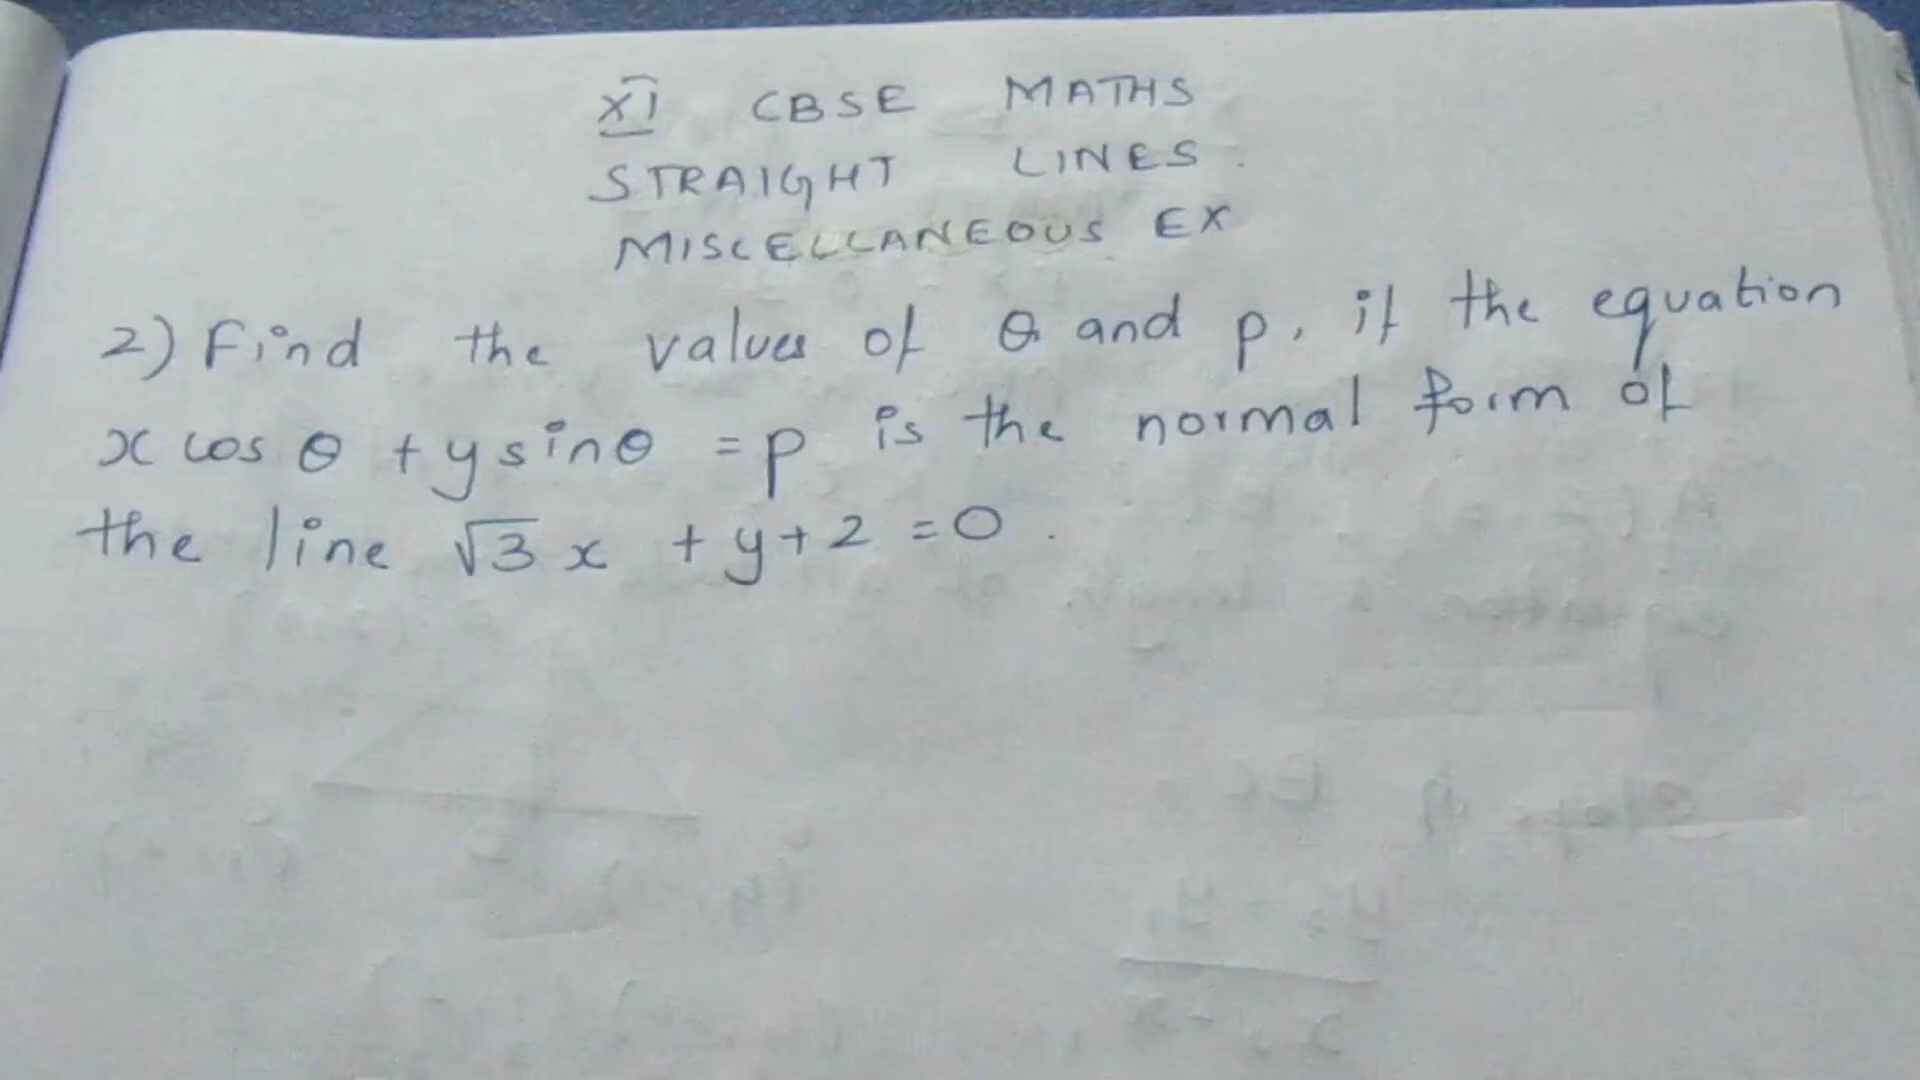 XI CBSE MATHS
STRAIGHT LINES.
MISCELLANEOUS EX
2) Find the values of θ and p, if the equation
x cos θ + y sin θ = p is the normal form of
the line √3 x + y + 2 = 0.